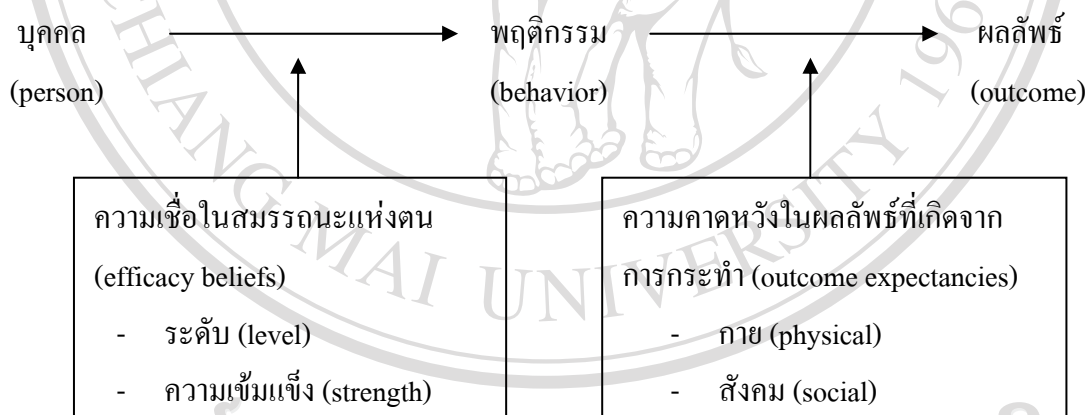 บุคคล พฤติกรรม ผลลัพธ์
(person) (behavior) (outcome)
ความเชื่อในสมรรถนะแห่งตน
(efficacy beliefs)
- ระดับ (level)
- ความเข้มแข็ง (strength)
ความคาดหวังในผลลัพธ์ที่เกิดจาก
การกระทำ (outcome expectancies)
- กาย (physical)
- สังคม (social)
CHIANG MAI UNIVERSITY 196